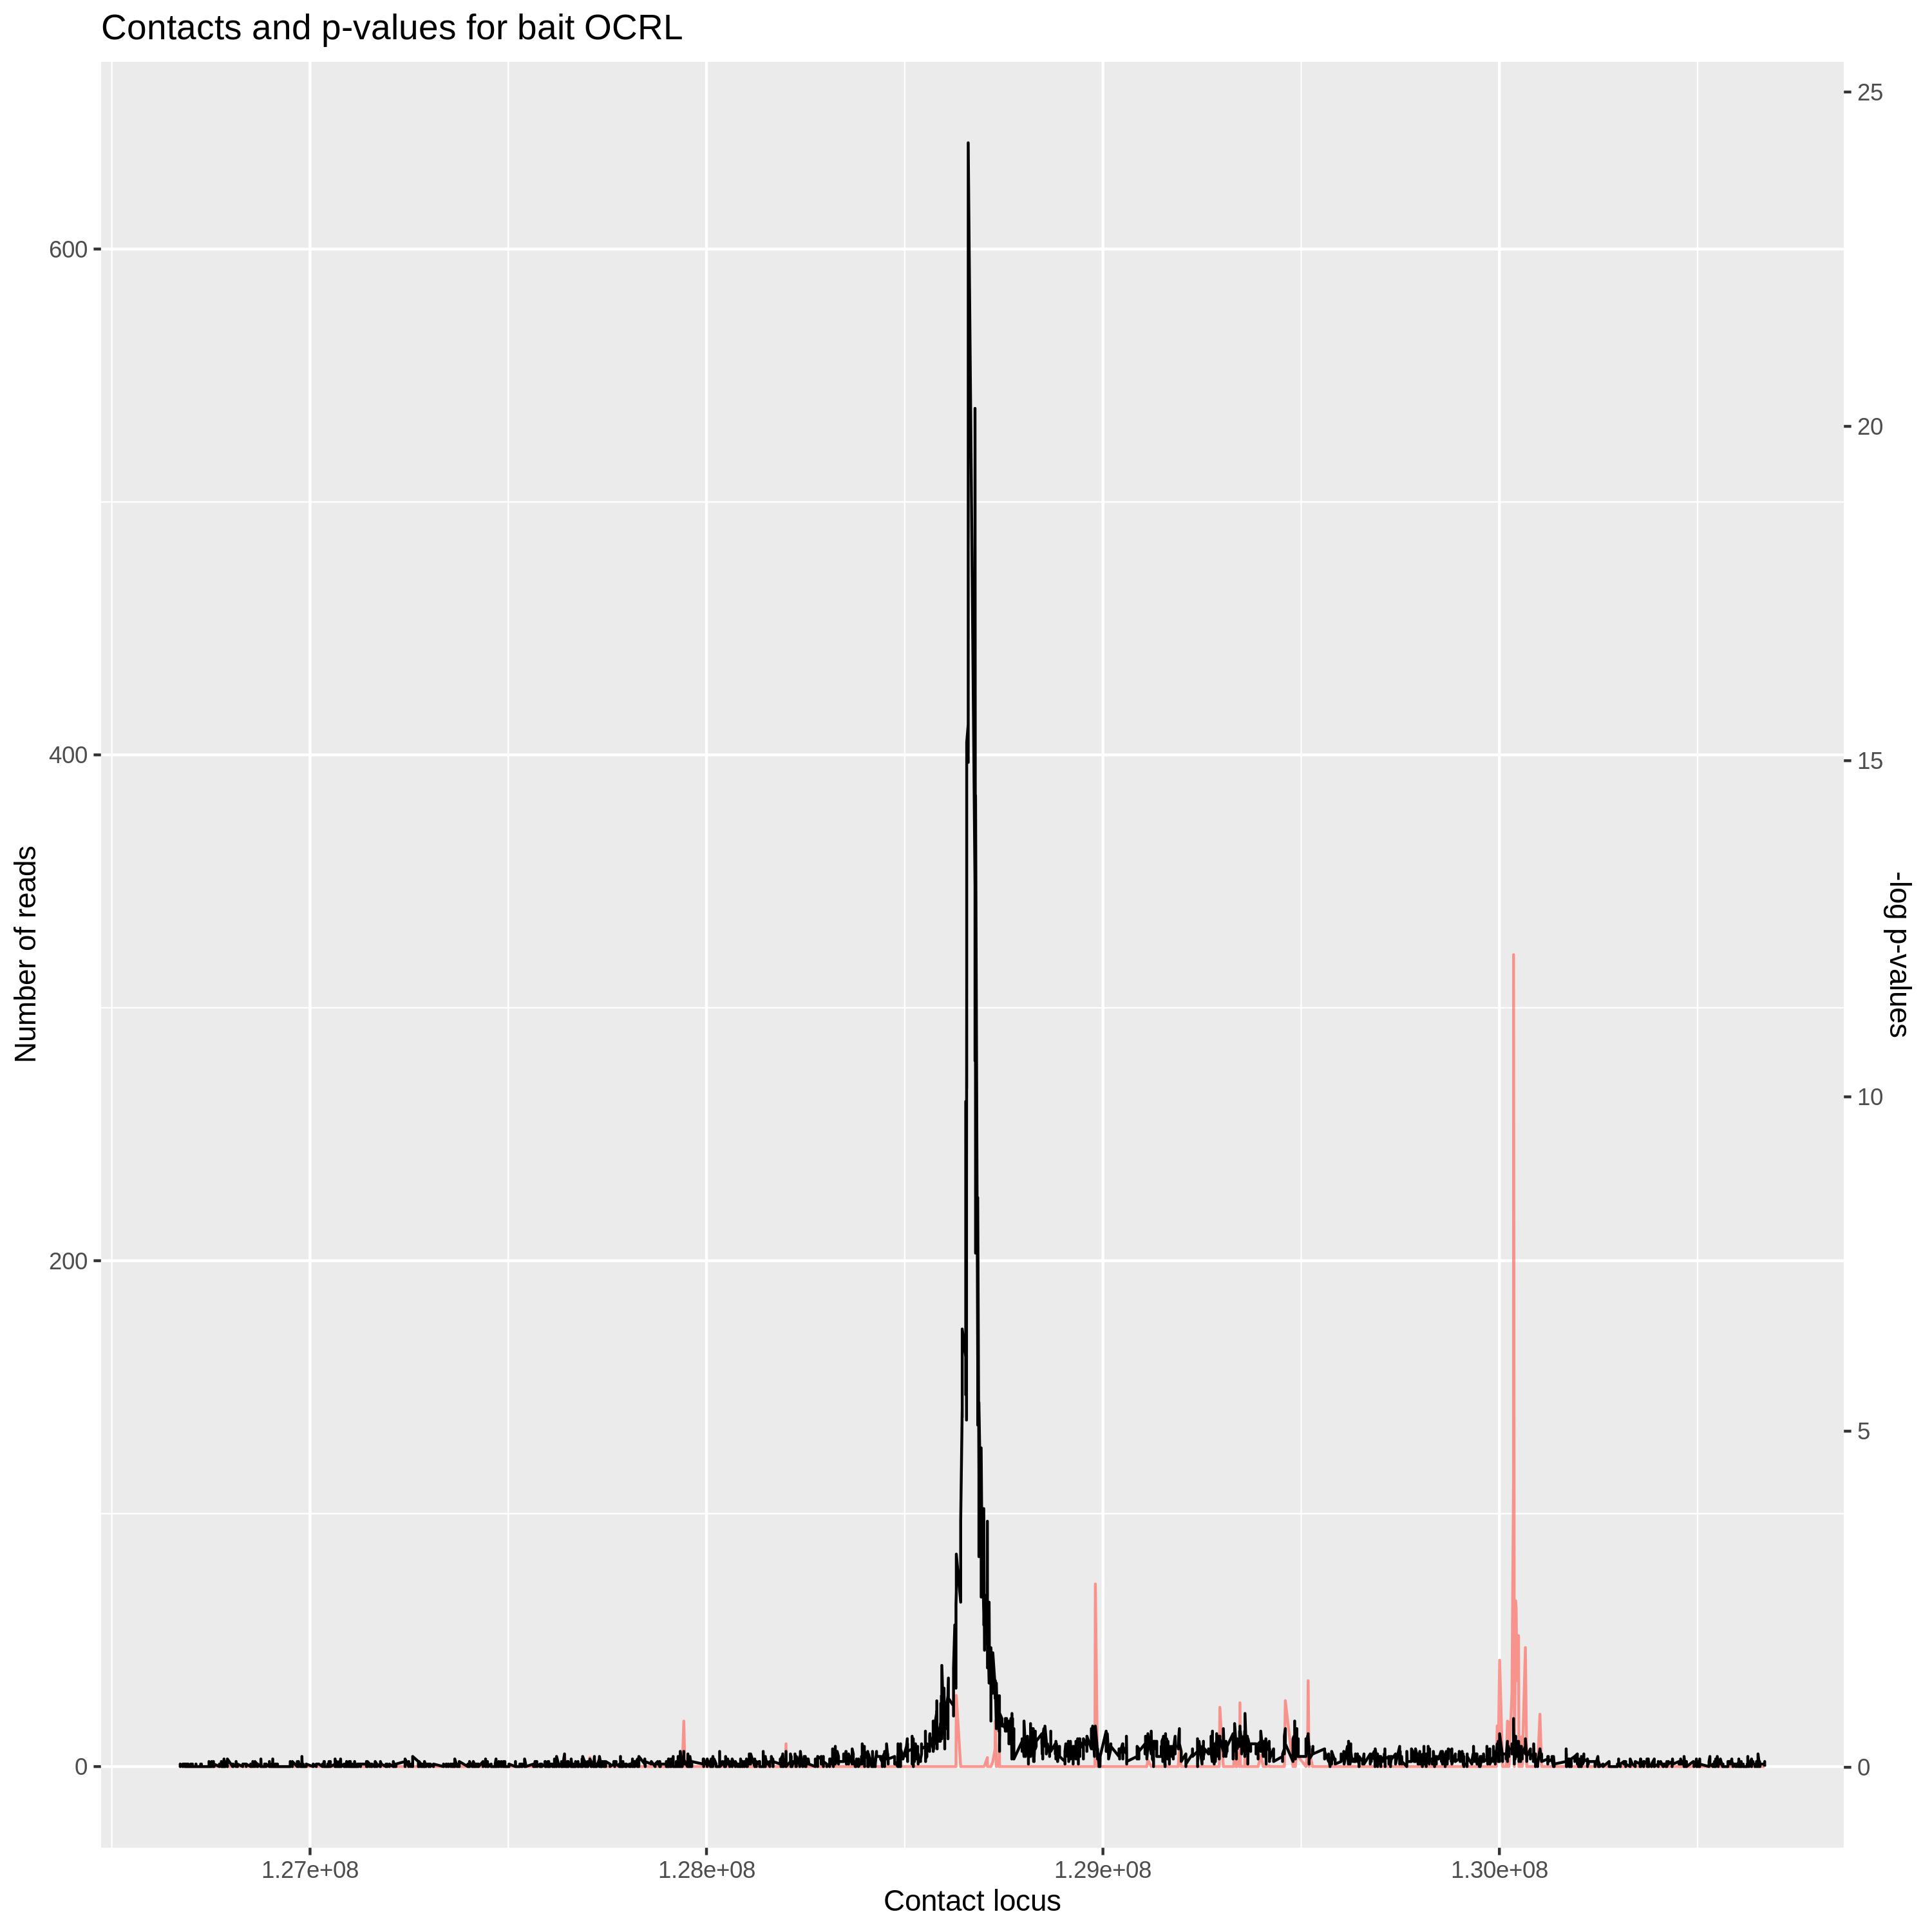 Contacts and p-values for bait OCRL
Number of reads
600
400
200
0
25
20
15
10
5
0
-log p-values
1.27e+08
1.28e+08
1.29e+08
1.30e+08
Contact locus